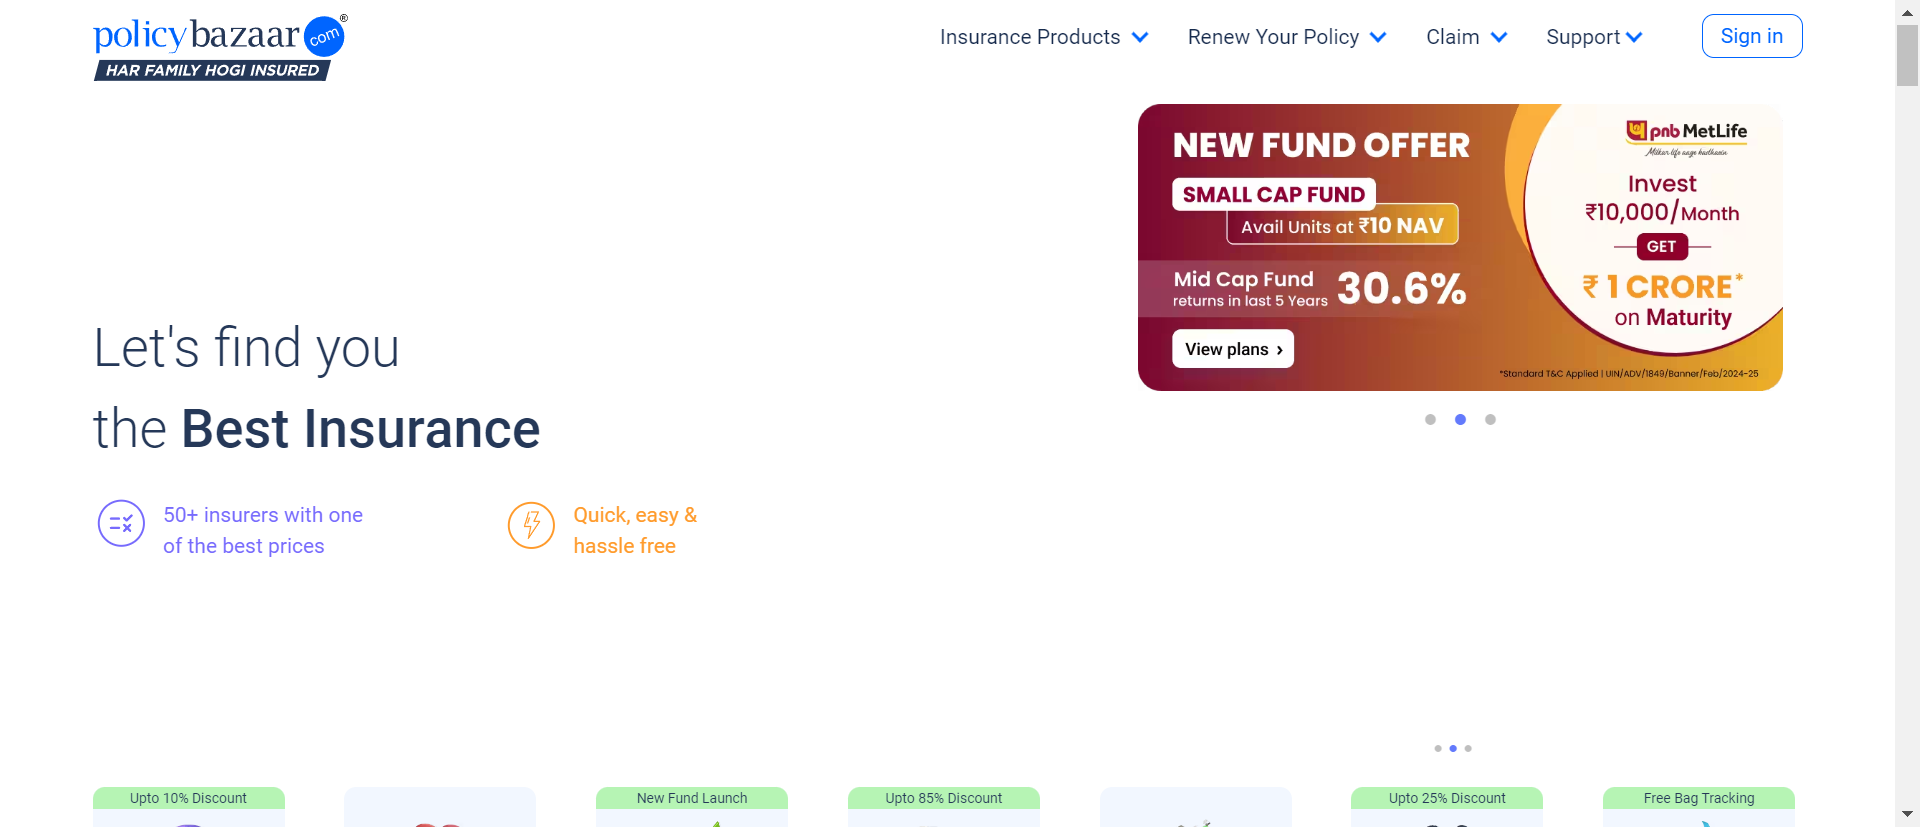 policybazaar com ®
HAR FAMILY HOGI INSURED
Insurance Products
Renew Your Policy
Claim
Support
Sign in
NEW FUND OFFER
SMALL CAP FUND
Avail Units at ₹10 NAV
Mid Cap Fund
returns in last 5 Years
30.6%
View plans ›
pnb MetLife
Milkar life aage badhaein
Invest
₹10,000/Month
GET
₹ 1 CRORE*
on Maturity
*Standard T&C Applied | UIN/ADV/1849/Banner/Feb/2024-25
Let's find you
the Best Insurance
50+ insurers with one
of the best prices
Quick, easy &
hassle free
Upto 10% Discount
New Fund Launch
Upto 85% Discount
Upto 25% Discount
Free Bag Tracking